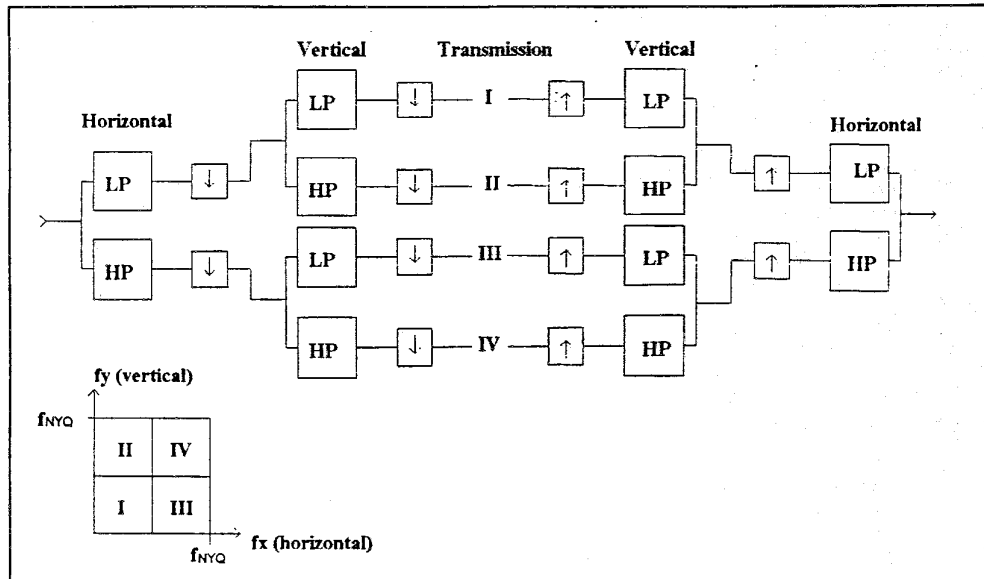 Vertical Transmission Vertical
LP ↓ I ↑ LP
Horizontal Horizontal
LP ↓ ↑ LP
HP ↓ II ↑ HP
HP ↓ LP ↓ III ↑ LP ↑ HP
HP ↓ IV ↑ HP
fy (vertical)
fNYQ
II IV
I III
fx (horizontal)
fNYQ